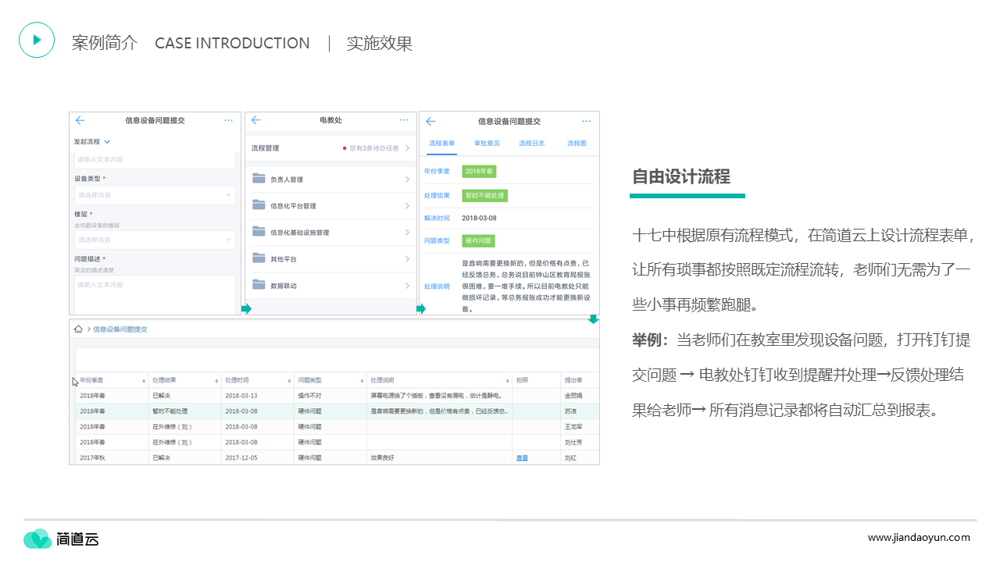 案例简介 CASE INTRODUCTION | 实施效果
信息设备问题提交
发起流程
请输入文本内容
设备类型 *
请选择内容
楼层 *
出问题设备的楼层
请选择内容
问题描述 *
简洁的描述清楚
请输入文本内容
电教处
流程管理 您有2条待办任务
负责人管理
信息化平台管理
信息化基础设施管理
其他平台
数据联动
信息设备问题提交
流程表单 审批意见 流程日志 流转图
年份季度 2018年春
处理结果 暂时不能处理
解决时间 2018-03-08
问题类型 硬件问题
处理说明
是音响需要更换新的，但是价格有点贵，已
经反馈总务，总务说目前钟山区教育局报账
很困难，要一堆手续。所以目前电教处只能
做损坏记录，等总务报账成功才能更换新设
备。
信息设备问题提交
年份季度 处理结果 处理时间 问题类型 处理说明 拍照 提出者
2018年春 已解决 2018-03-13 操作不对 屏幕电源换了个插板，查看没有漏电，估计是静电。 金丽娟
2018年春 暂时不能处理 2018-03-08 硬件问题 是音响需要更换新的，但是价格有点贵，已经反馈总.. 苏洁
2018年春 在外维修（刘） 2018-03-08 硬件问题 王龙军
2018年春 在外维修（刘） 2018-03-08 硬件问题 刘仕芳
2017年秋 已解决 2017-12-05 硬件问题 效果良好 查看 刘红
自由设计流程
十七中根据原有流程模式，在简道云上设计流程表单，
让所有琐事都按照既定流程流转，老师们无需为了一
些小事再频繁跑腿。
举例：当老师们在教室里发现设备问题，打开钉钉提
交问题 → 电教处钉钉收到提醒并处理→反馈处理结
果给老师→ 所有消息记录都将自动汇总到报表。
简道云
www.jiandaoyun.com